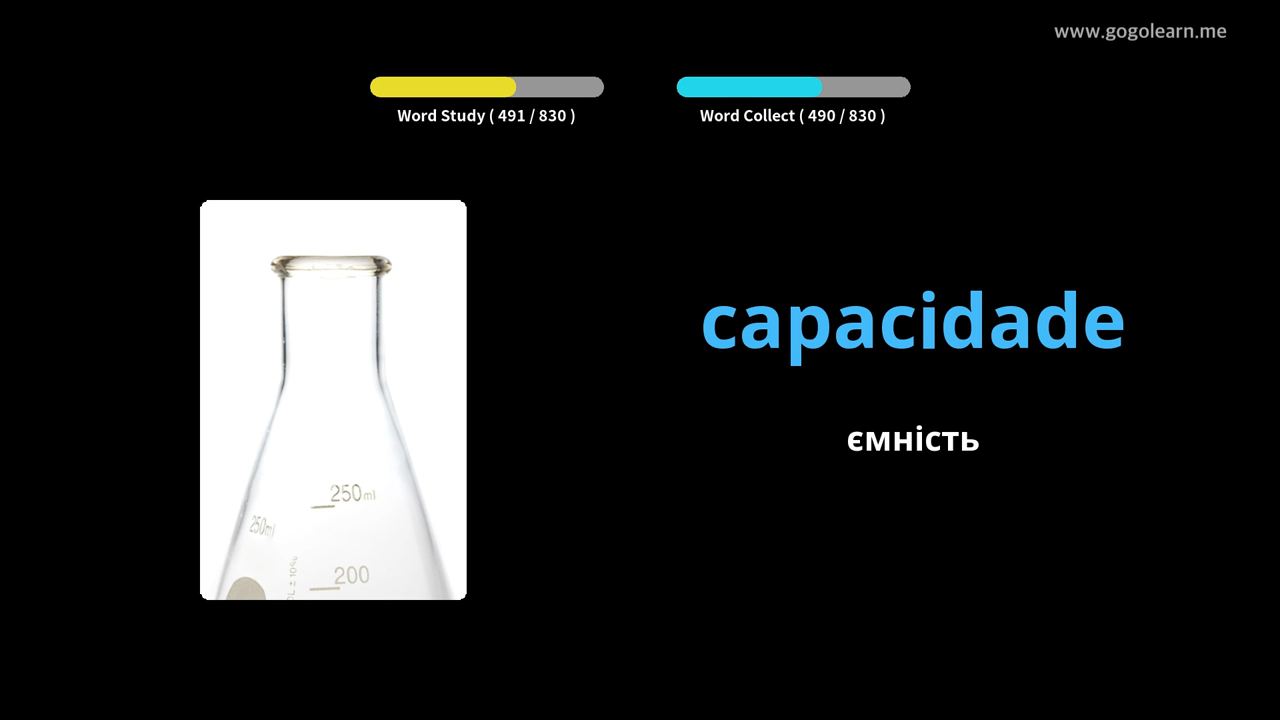 www.gogolearn.me
Word Study ( 491 / 830 )
Word Collect ( 490 / 830 )
capacidade
ємність
250ml
250ml
200